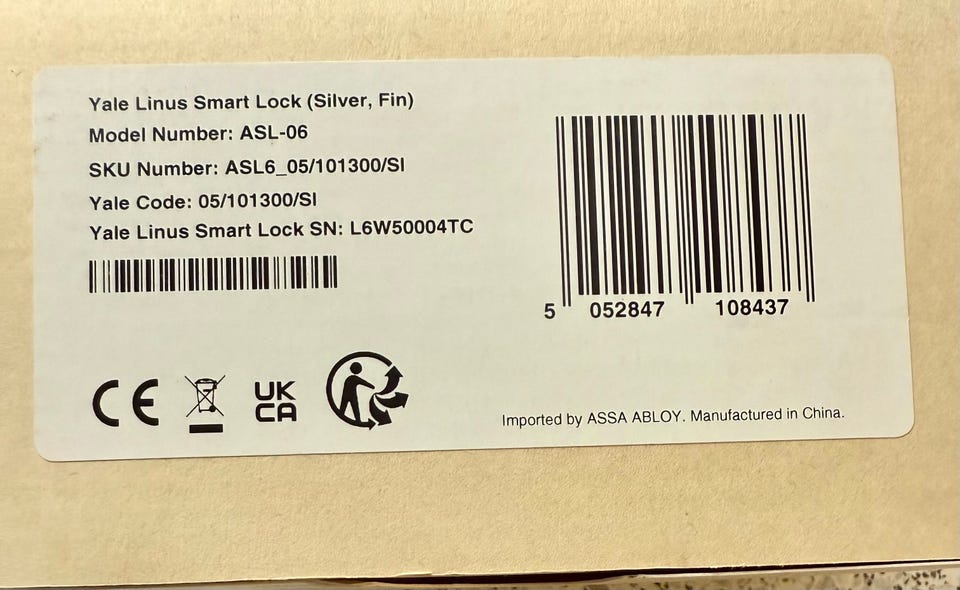 Yale Linus Smart Lock (Silver, Fin)
Model Number: ASL-06
SKU Number: ASL6_05/101300/SI
Yale Code: 05/101300/SI
Yale Linus Smart Lock SN: L6W50004TC
5 052847 108437
CE
UK
CA
Imported by ASSA ABLOY. Manufactured in China.